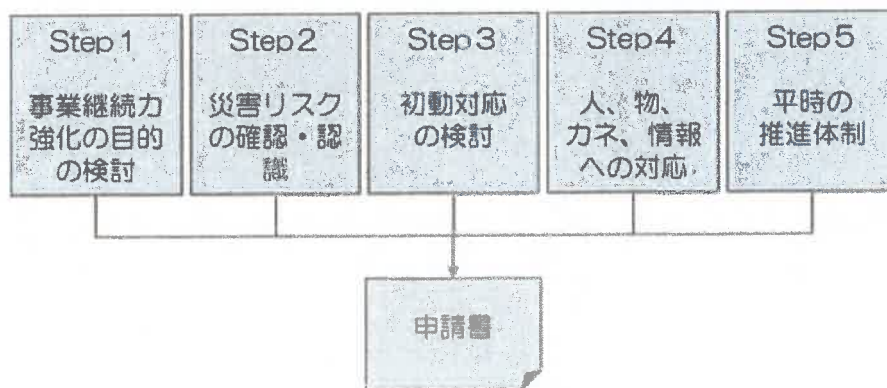 Step1
事業継続力
強化の目的
の検討
Step2
災害リスク
の確認・認
識
Step3
初動対応
の検討
Step4
人、物、
カネ、情報
への対応
Step5
平時の
推進体制
申請書